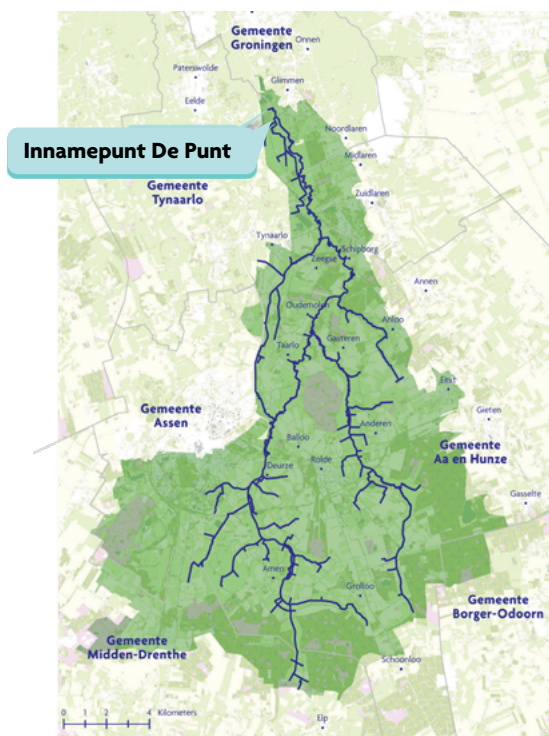 Gemeente
Groningen
Onnen
Paterswolde
Glimmen
Eelde
Noordlaren
Innamepunt De Punt
Midlaren
Gemeente
Tynaarlo
Zuidlaren
Tynaarlo
Schipborg
Zeegse
Annen
Oudemolen
Anloo
Gasteren
Taarlo
Eext
Gemeente
Assen
Gieten
Anderen
Balloo
Gemeente
Aa en Hunze
Rolde
Deurze
Gasselte
Amen
Grolloo
Gemeente
Borger-Odoorn
Gemeente
Midden-Drenthe
Schoonloo
0 1 2 4 Kilometers
Elp